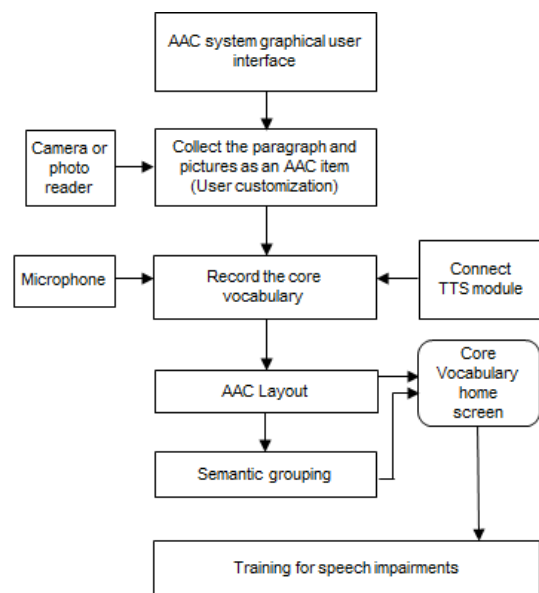 AAC system graphical user
interface
Camera or
photo
reader
Collect the paragraph and
pictures as an AAC item
(User customization)
Microphone
Record the core
vocabulary
Connect
TTS module
AAC Layout
Core
Vocabulary
home
screen
Semantic grouping
Training for speech impairments